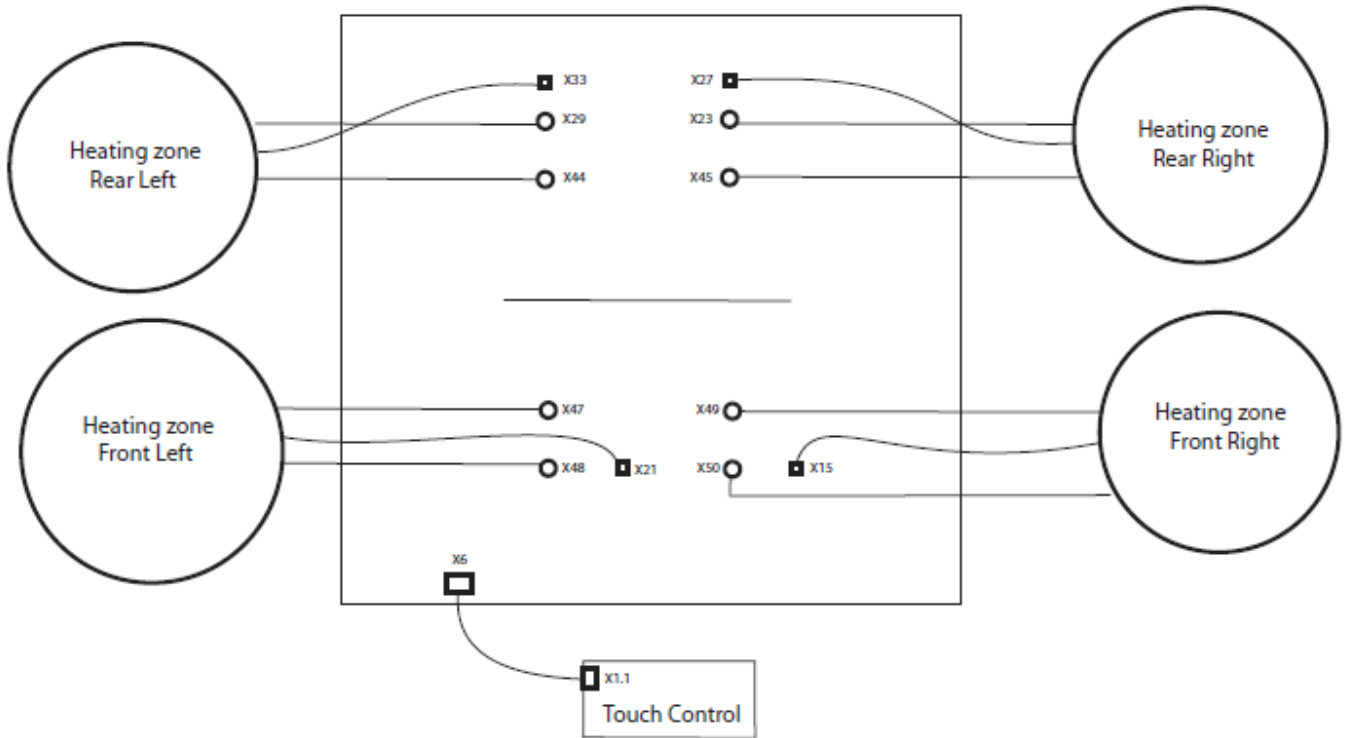 Heating zone
Rear Left
X33
X29
X44
X27
X23
X45
Heating zone
Rear Right
Heating zone
Front Left
X47
X48
X21
X49
X50
X15
Heating zone
Front Right
X6
X1.1
Touch Control